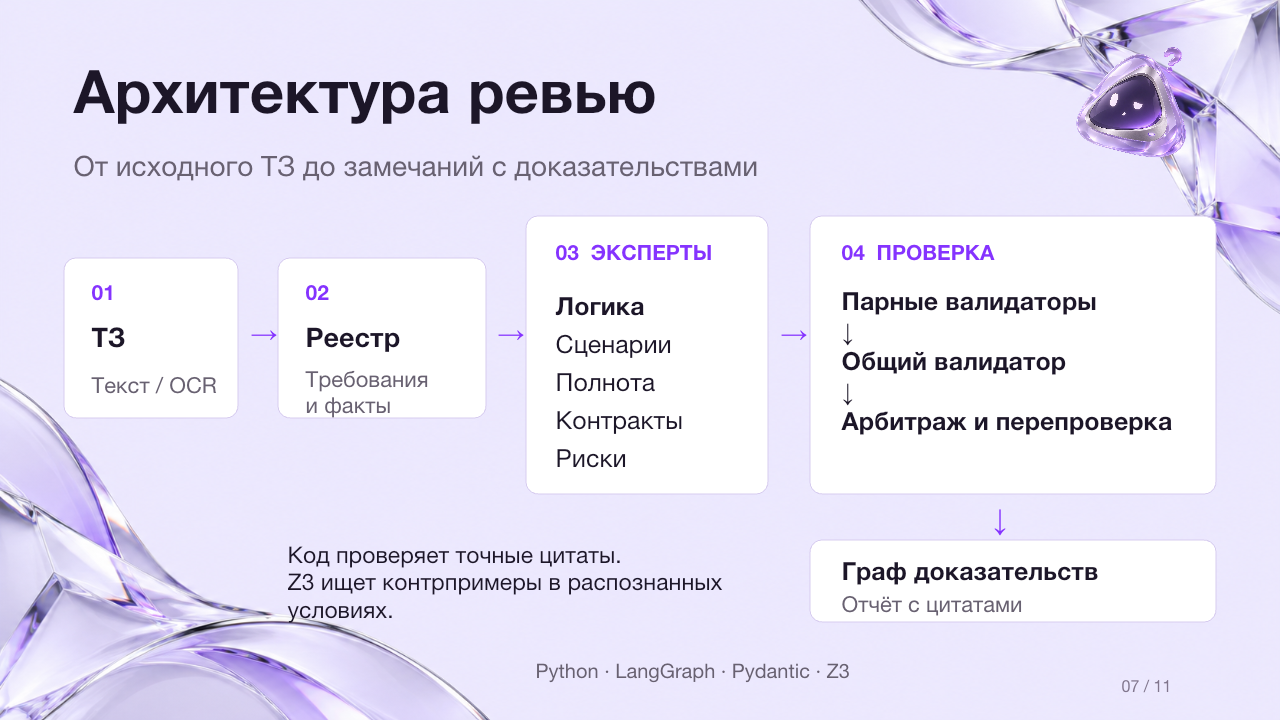 Архитектура ревью
От исходного ТЗ до замечаний с доказательствами
01
ТЗ
Текст / OCR
→
02
Реестр
Требования
и факты
→
03 ЭКСПЕРТЫ
Логика
Сценарии
Полнота
Контракты
Риски
→
04 ПРОВЕРКА
Парные валидаторы
↓
Общий валидатор
↓
Арбитраж и перепроверка
↓
Граф доказательств
Отчёт с цитатами
Код проверяет точные цитаты.
Z3 ищет контрпримеры в распознанных
условиях.
Python · LangGraph · Pydantic · Z3
07 / 11